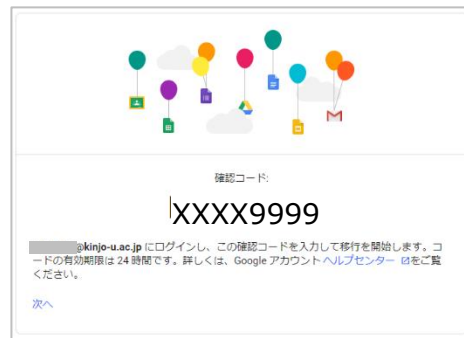 確認コード:
XXXX9999
@kinjo-u.ac.jp にログインし、この確認コードを入力して移行を開始します。コ
ードの有効期限は 24 時間です。詳しくは、Google アカウント ヘルプセンター をご覧
ください。
次へ